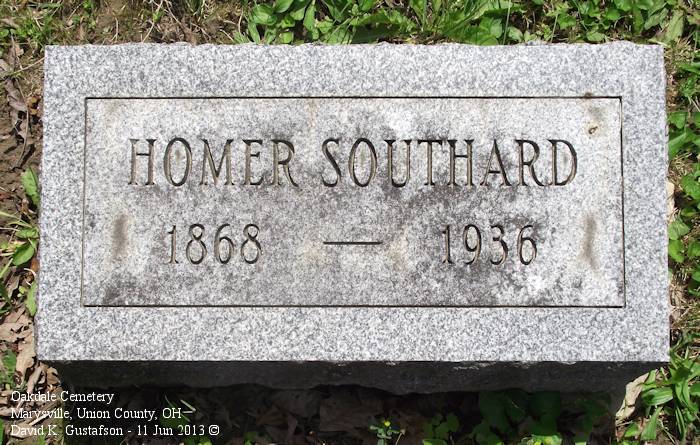 HOMER SOUTHARD
1868 — 1936
Oakdale Cemetery
Marysville, Union County, OH
David K. Gustafson - 11 Jun 2013 ©